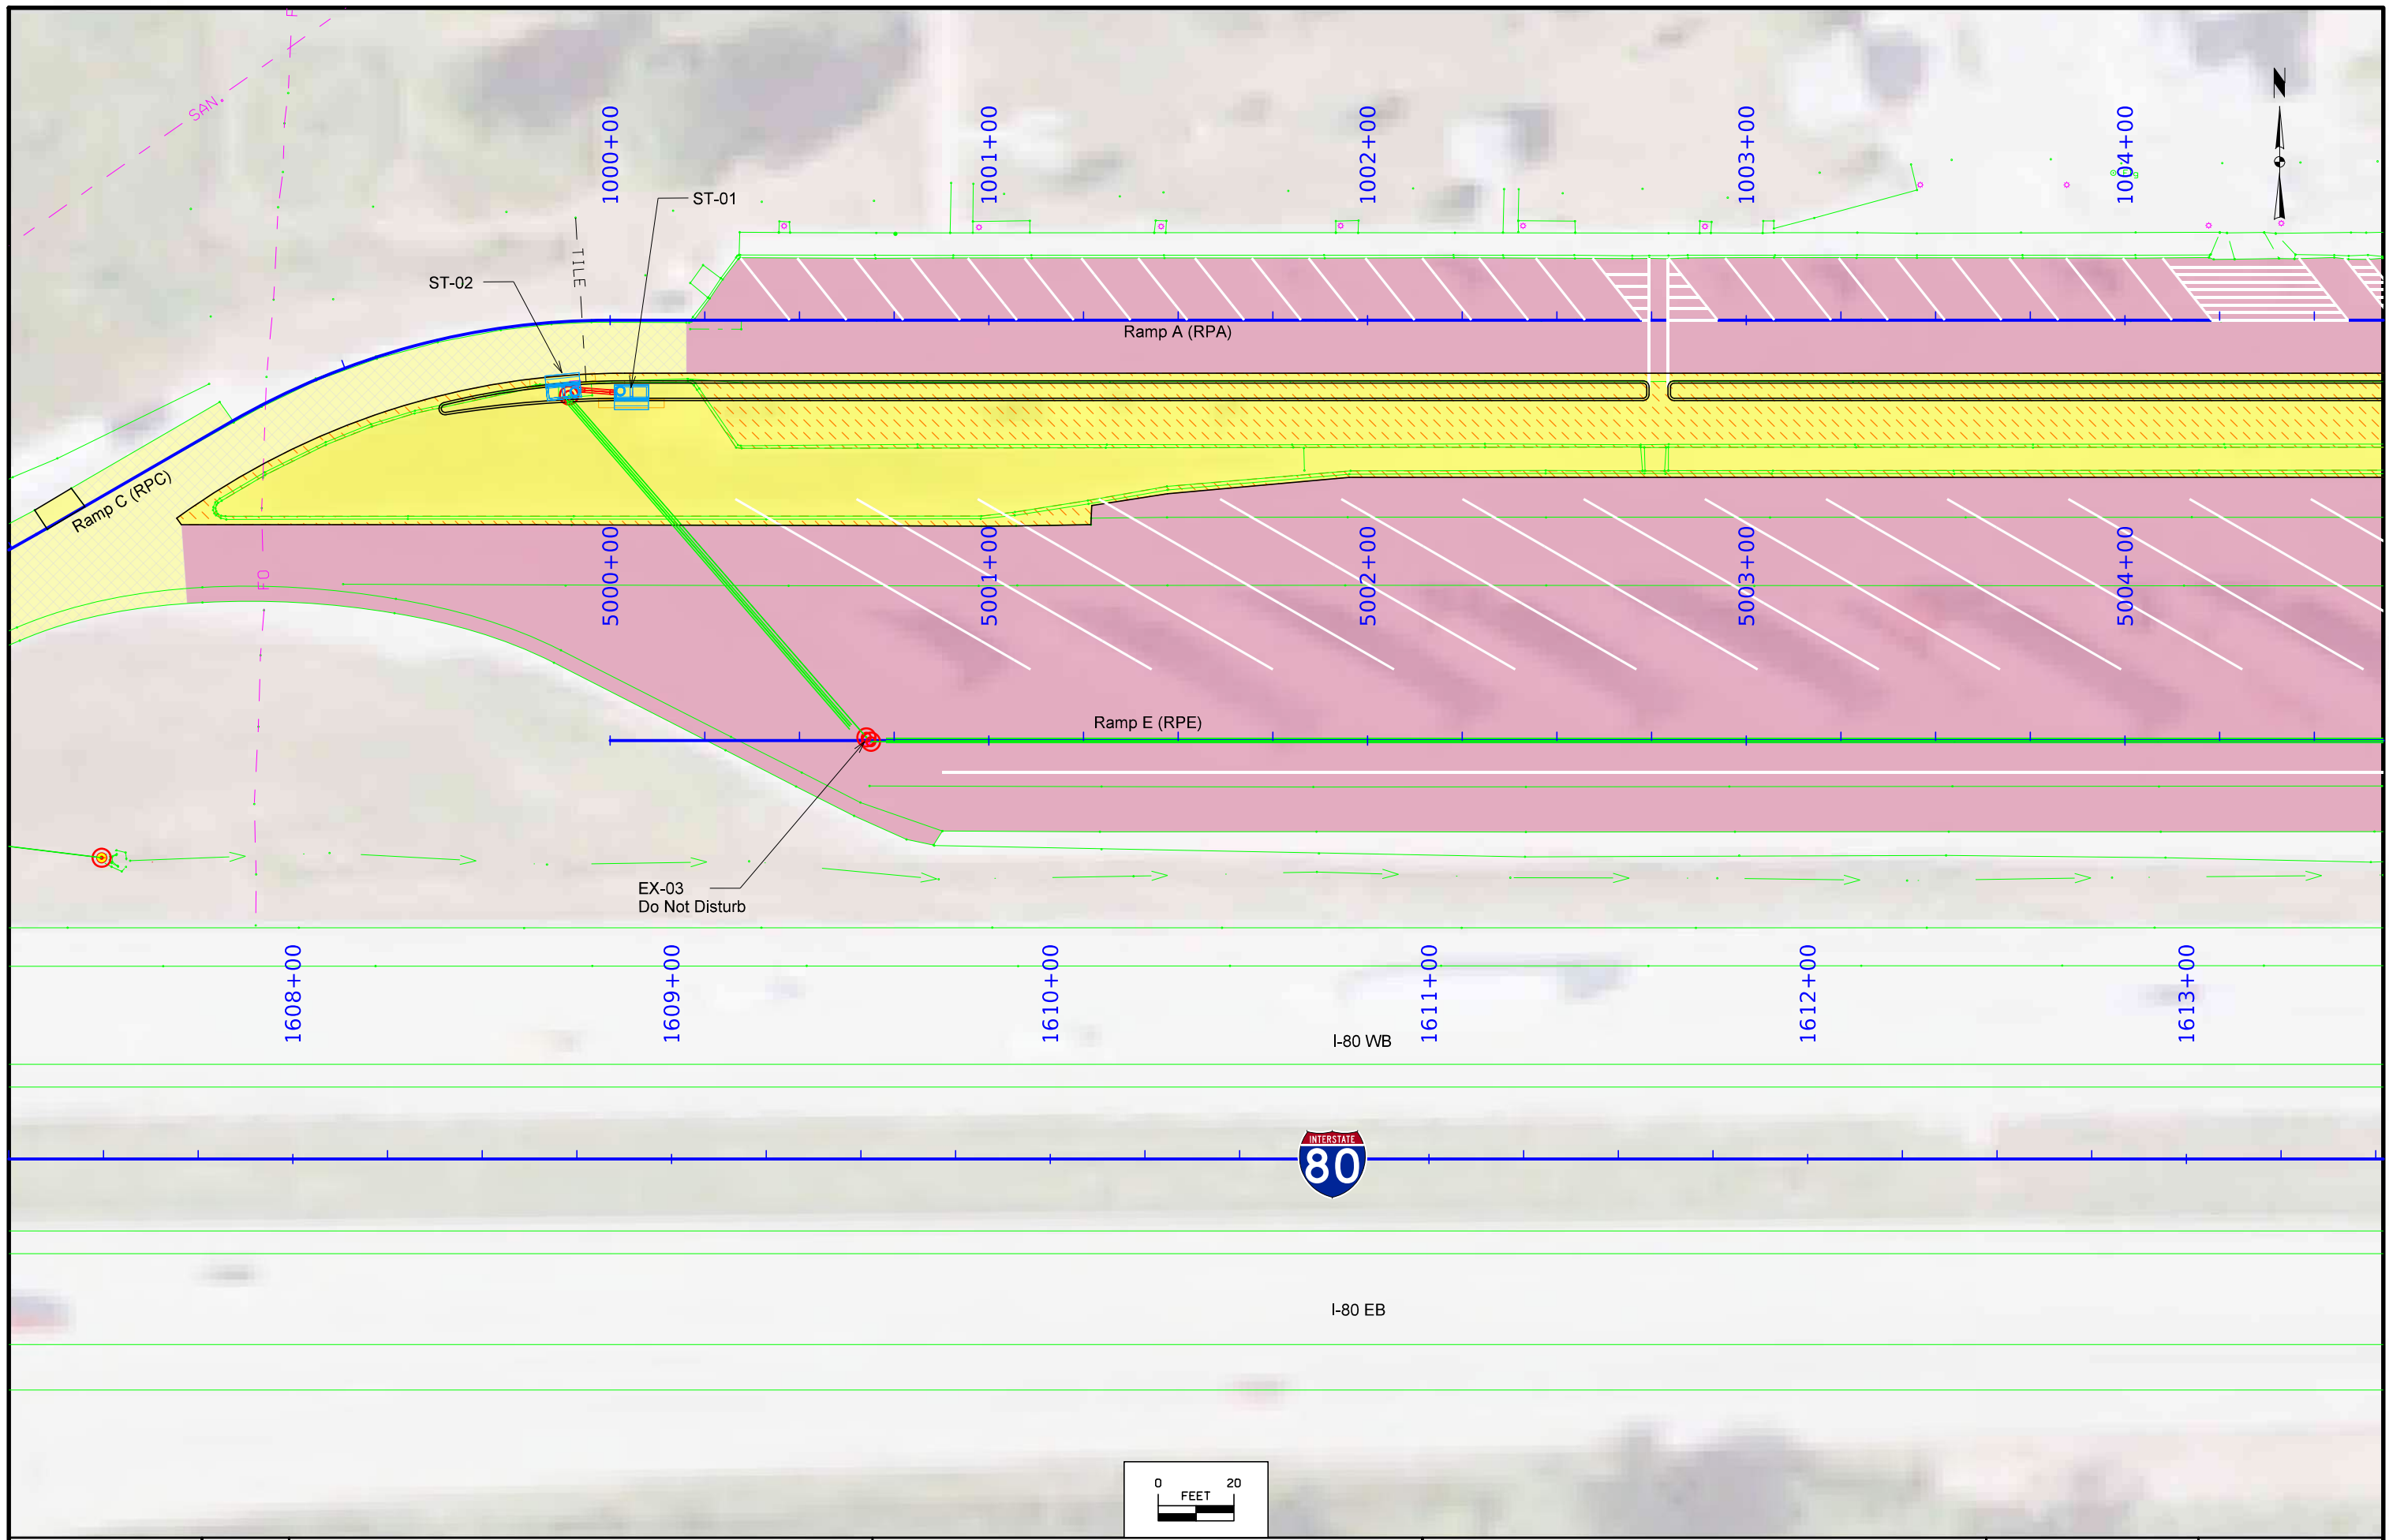 SAN.
1000+00
1001+00
1002+00
1003+00
1004+00
N
ST-01
TILE
ST-02
Ramp A (RPA)
Ramp C (RPC)
FO
5000+00
5001+00
5002+00
5003+00
5004+00
Ramp E (RPE)
EX-03
Do Not Disturb
1608+00
1609+00
1610+00
1611+00
1612+00
1613+00
I-80 WB
INTERSTATE
80
I-80 EB
0 20
FEET